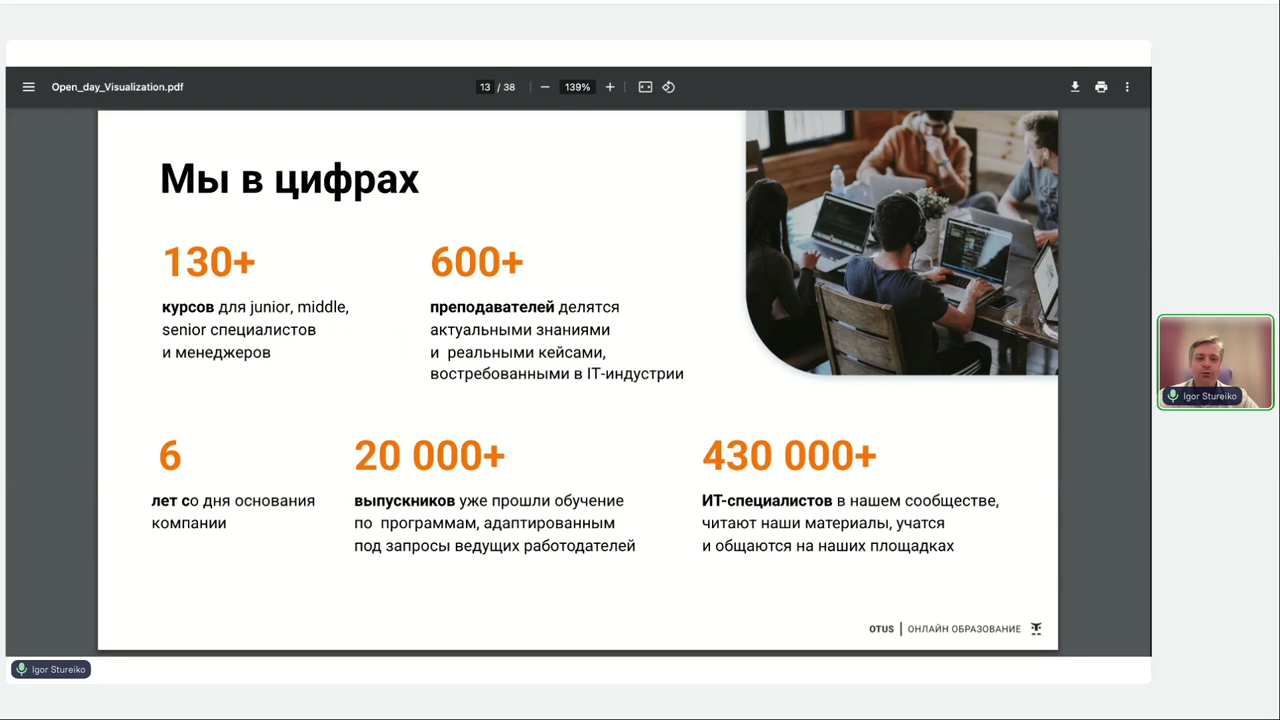 Open_day_Visualization.pdf
13 / 38
139%
Мы в цифрах
130+
курсов для junior, middle,
senior специалистов
и менеджеров
600+
преподавателей делятся
актуальными знаниями
и реальными кейсами,
востребованными в IT-индустрии
6
лет со дня основания
компании
20 000+
выпускников уже прошли обучение
по программам, адаптированным
под запросы ведущих работодателей
430 000+
ИТ-специалистов в нашем сообществе,
читают наши материалы, учатся
и общаются на наших площадках
OTUS | ОНЛАЙН ОБРАЗОВАНИЕ
Igor Stureiko
Igor Stureiko